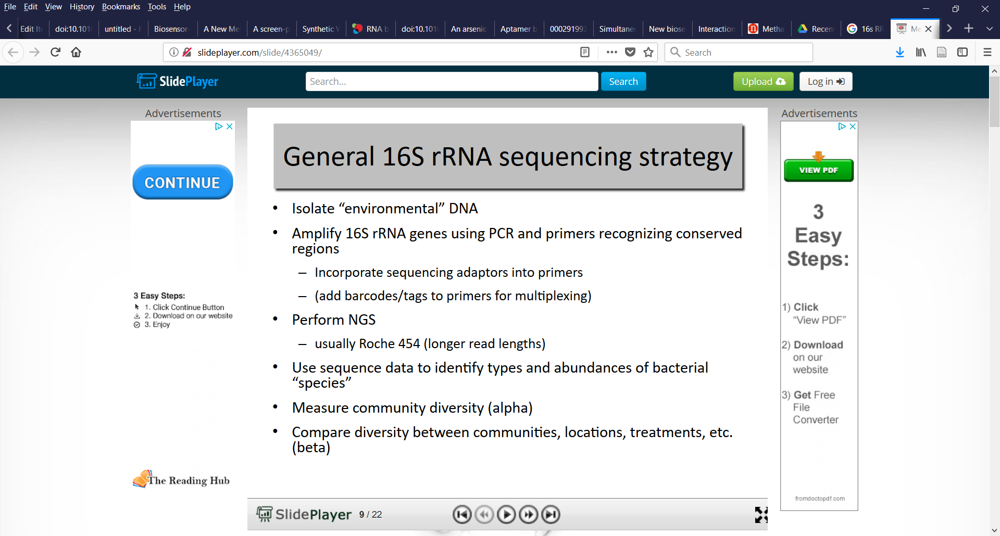 File Edit View History Bookmarks Tools Help
Edit Ite doi:10.101 untitled - Biosensor- A New Me A screen-p Synthetic RNA b doi:10.101 An arsenic Aptamer b 000291993 Simultaneo New biose Interaction Metha Recent 16s RR Me
slideplayer.com/slide/4365049/
Search
SlidePlayer
Search...
Search
Upload
Log in
Advertisements
CONTINUE
3 Easy Steps:
1. Click Continue Button
2. Download on our website
3. Enjoy
The Reading Hub
General 16S rRNA sequencing strategy
• Isolate “environmental” DNA
• Amplify 16S rRNA genes using PCR and primers recognizing conserved
regions
– Incorporate sequencing adaptors into primers
– (add barcodes/tags to primers for multiplexing)
• Perform NGS
– usually Roche 454 (longer read lengths)
• Use sequence data to identify types and abundances of bacterial
“species”
• Measure community diversity (alpha)
• Compare diversity between communities, locations, treatments, etc.
(beta)
SlidePlayer 9 / 22
Advertisements
VIEW PDF
3
Easy
Steps:
1) Click
“View PDF”
2) Download
on our
website
3) Get Free
File
Converter
fromdoctopdf.com